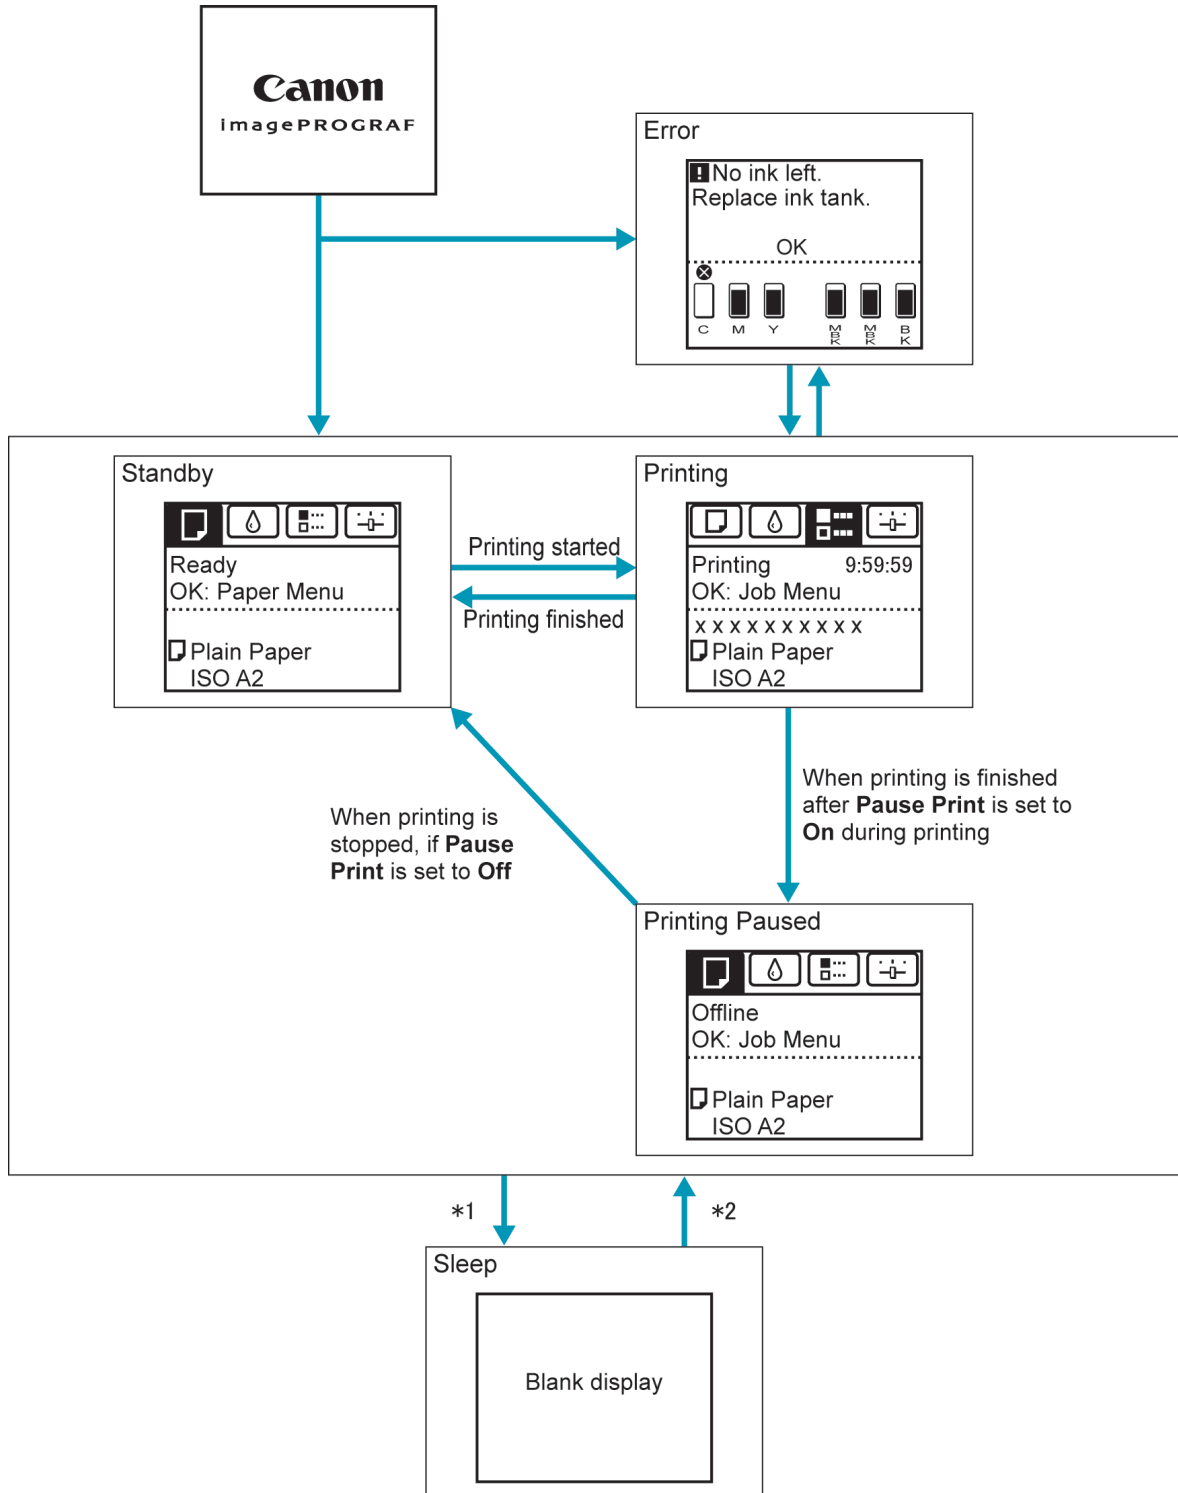 Canon
imagePROGRAF
Error
No ink left.
Replace ink tank.
OK
C M Y MBK MBK BK
Standby
Ready
OK: Paper Menu
Plain Paper
ISO A2
Printing started
Printing finished
Printing
Printing 9:59:59
OK: Job Menu
x x x x x x x x x x
Plain Paper
ISO A2
When printing is
stopped, if Pause
Print is set to Off
When printing is finished
after Pause Print is set to
On during printing
Printing Paused
Offline
OK: Job Menu
Plain Paper
ISO A2
*1
*2
Sleep
Blank display